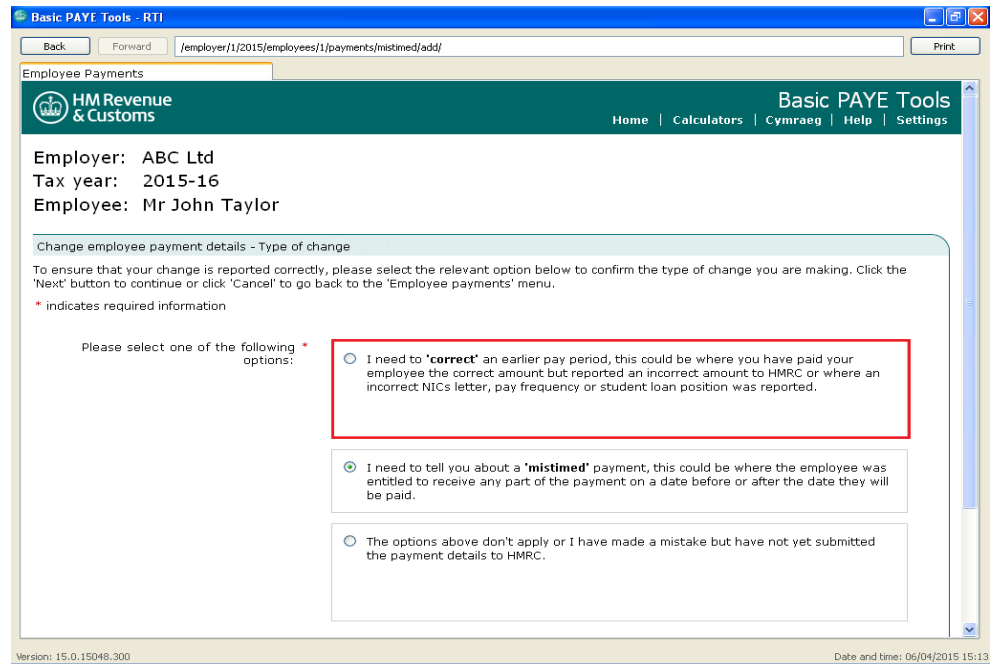 Basic PAYE Tools - RTI
Back
Forward
/employer/1/2015/employees/1/payments/mistimed/add/
Print
Employee Payments
HM Revenue
& Customs
Basic PAYE Tools
Home | Calculators | Cymraeg | Help | Settings
Employer: ABC Ltd
Tax year: 2015-16
Employee: Mr John Taylor
Change employee payment details - Type of change
To ensure that your change is reported correctly, please select the relevant option below to confirm the type of change you are making. Click the
'Next' button to continue or click 'Cancel' to go back to the 'Employee payments' menu.
* indicates required information
Please select one of the following *
options:
I need to 'correct' an earlier pay period, this could be where you have paid your
employee the correct amount but reported an incorrect amount to HMRC or where an
incorrect NICs letter, pay frequency or student loan position was reported.
I need to tell you about a 'mistimed' payment, this could be where the employee was
entitled to receive any part of the payment on a date before or after the date they will
be paid.
The options above don't apply or I have made a mistake but have not yet submitted
the payment details to HMRC.
Version: 15.0.15048.300
Date and time: 06/04/2015 15:13